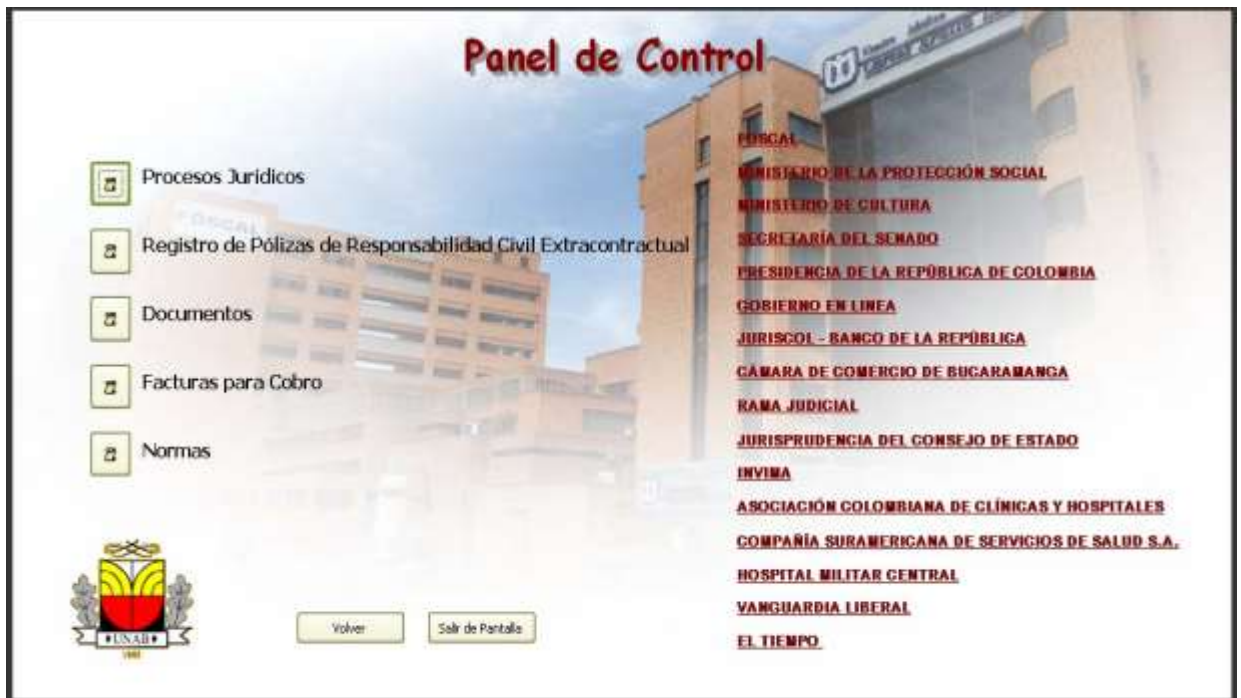 Panel de Control
Procesos Jurídicos
Registro de Pólizas de Responsabilidad Civil Extracontractual
Documentos
Facturas para Cobro
Normas
FOSCAL
MINISTERIO DE LA PROTECCIÓN SOCIAL
MINISTERIO DE CULTURA
SECRETARÍA DEL SENADO
PRESIDENCIA DE LA REPÚBLICA DE COLOMBIA
GOBIERNO EN LINEA
JURISCOL - BANCO DE LA REPÚBLICA
CÁMARA DE COMERCIO DE BUCARAMANGA
RAMA JUDICIAL
JURISPRUDENCIA DEL CONSEJO DE ESTADO
INVIMA
ASOCIACIÓN COLOMBIANA DE CLÍNICAS Y HOSPITALES
COMPAÑÍA SURAMERICANA DE SERVICIOS DE SALUD S.A.
HOSPITAL MILITAR CENTRAL
VANGUARDIA LIBERAL
EL TIEMPO
FOSCAL
UNAB
Volver
Salir de Pantalla